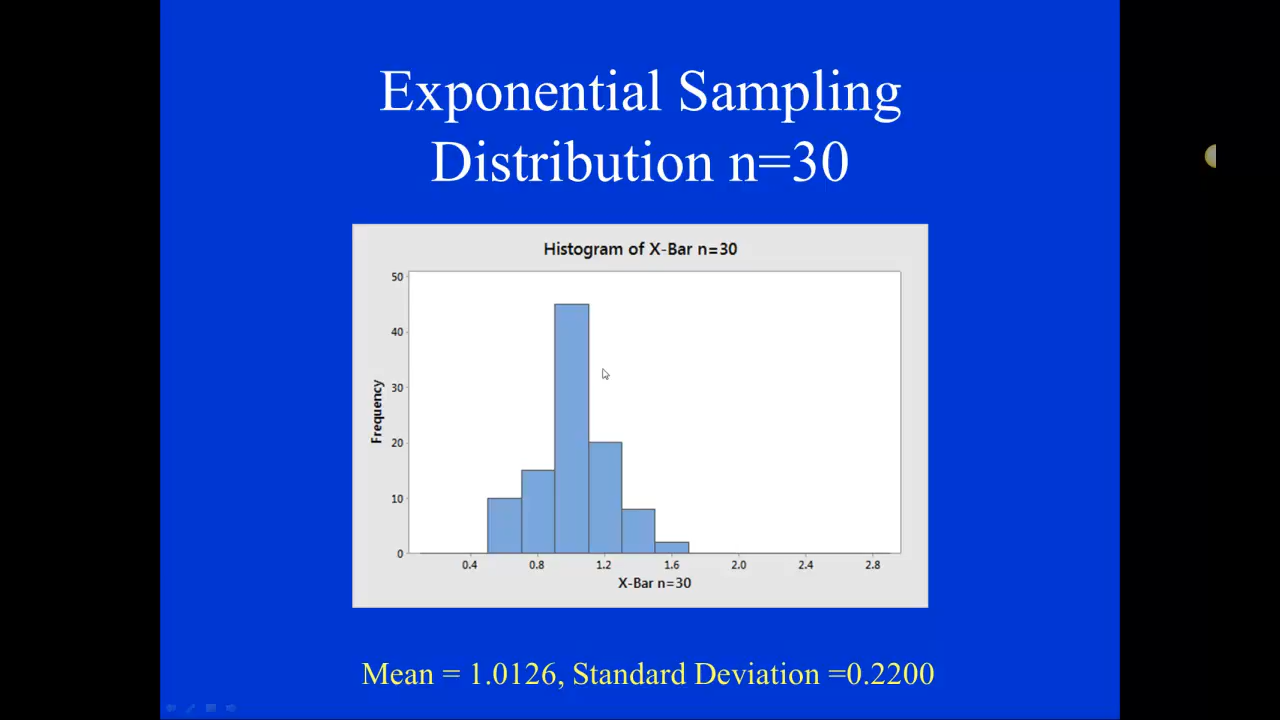 Exponential Sampling
Distribution n=30
Histogram of X-Bar n=30
50
40
30
20
10
0
Frequency
0.4 0.8 1.2 1.6 2.0 2.4 2.8
X-Bar n=30
Mean = 1.0126, Standard Deviation =0.2200